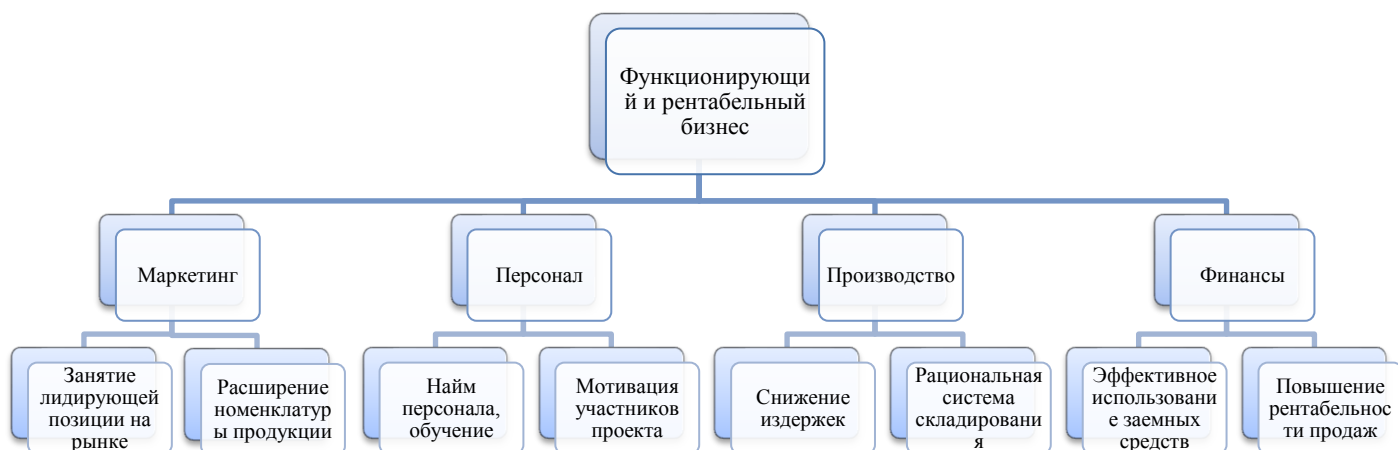 Функционирующи
й и рентабельный
бизнес
Маркетинг
Персонал
Производство
Финансы
Занятие
лидирующей
позиции на
рынке
Расширение
номенклатур
ы продукции
Найм
персонала,
обучение
Мотивация
участников
проекта
Снижение
издержек
Рациональная
система
складировани
я
Эффективное
использовани
е заемных
средств
Повышение
рентабельнос
ти продаж